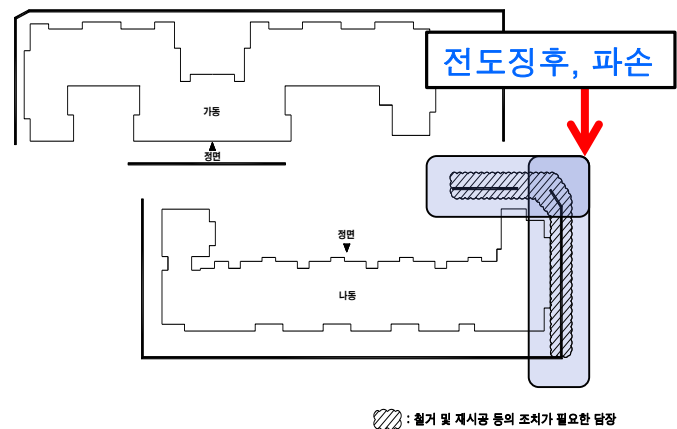 전도징후, 파손
가동
정면
정면
나동
: 철거 및 재시공 등의 조치가 필요한 담장